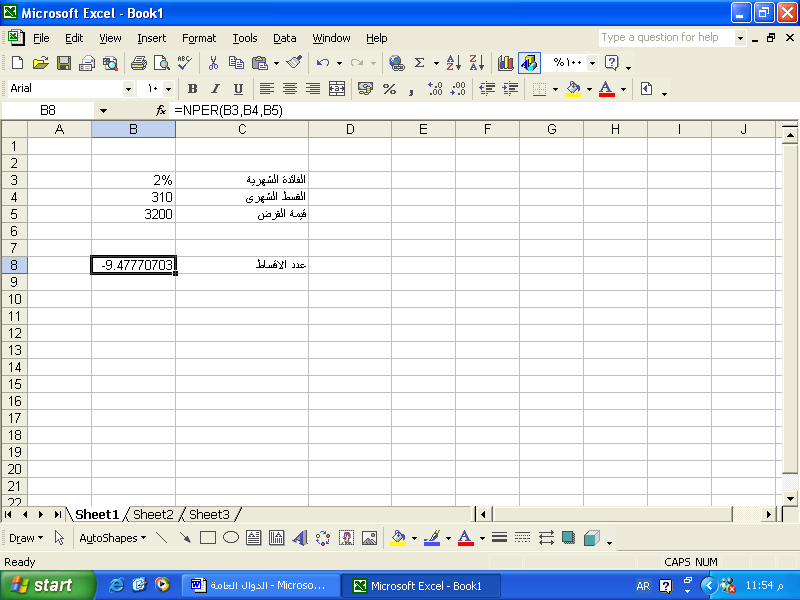 Microsoft Excel - Book1
File Edit View Insert Format Tools Data Window Help
Type a question for help
Σ %١٠٠
Arial ١٠ B I U % ,
B8 fx =NPER(B3,B4,B5)
A B C D E F G H I J
1
2
3 2% الفائدة الشهرية
4 310 القسط الشهرى
5 3200 قيمة القرض
6
7
8 -9.47770703 عدد الاقساط
9
10
11
12
13
14
15
16
17
18
19
20
21
22
Sheet1 Sheet2 Sheet3
Draw AutoShapes
Ready CAPS NUM
start الدوال العامة - Microso... Microsoft Excel - Book1 AR 11:54 م